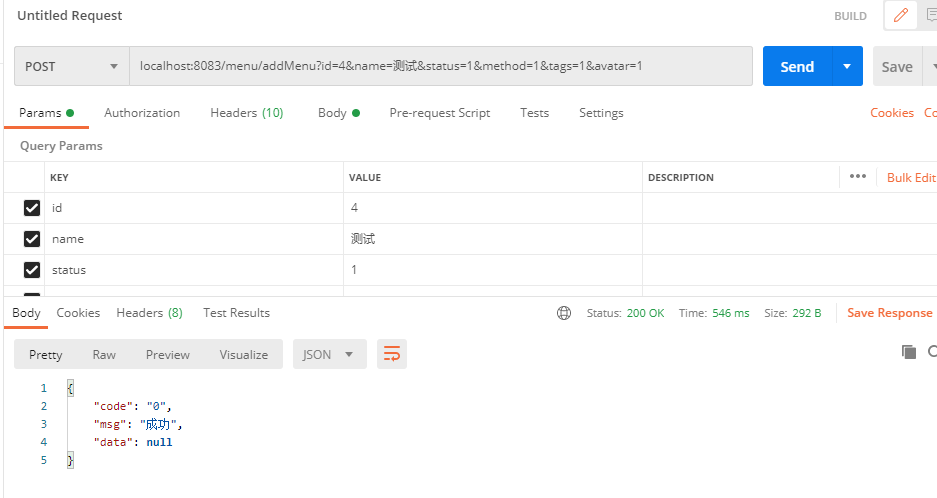 Untitled Request BUILD
POST localhost:8083/menu/addMenu?id=4&name=测试&status=1&method=1&tags=1&avatar=1 Send Save
Params Authorization Headers (10) Body Pre-request Script Tests Settings Cookies Co
Query Params
KEY VALUE DESCRIPTION ••• Bulk Edit
id 4
name 测试
status 1
Body Cookies Headers (8) Test Results Status: 200 OK Time: 546 ms Size: 292 B Save Response
Pretty Raw Preview Visualize JSON
1 {
2 "code": "0",
3 "msg": "成功",
4 "data": null
5 }